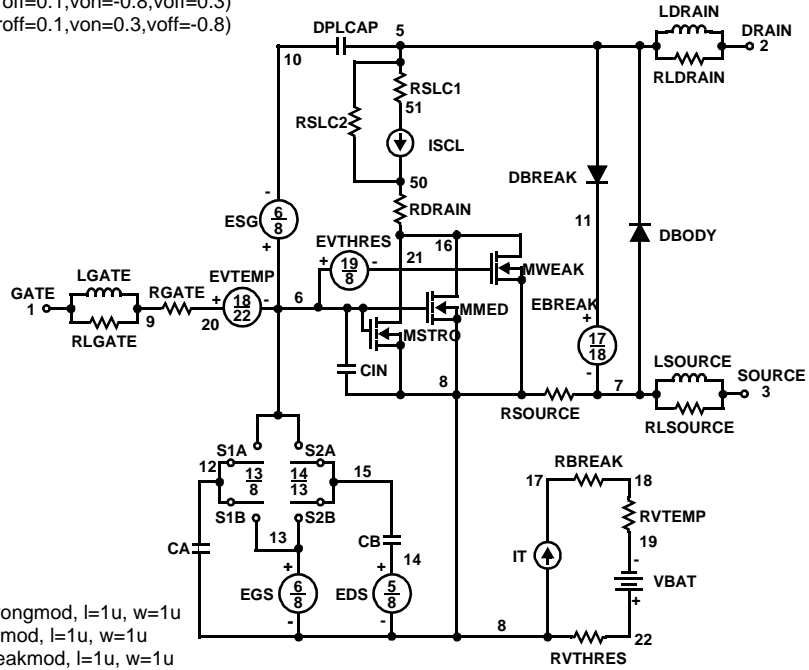 roff=0.1,von=-0.8,voff=0.3)
roff=0.1,von=0.3,voff=-0.8)
LDRAIN
DPLCAP 5 DRAIN
2
10
RLDRAIN
RSLC1
51
RSLC2
ISCL
50
DBREAK
RDRAIN
11
ESG 6
8
-
+
DBODY
EVTHRES
+ 19 -
8
21
16
MWEAK
LGATE
EVTEMP
GATE
1
RGATE
+ 18 -
22
6
MMED
EBREAK
+
17
18
-
9
20
RLGATE
MSTRO
CIN
8
LSOURCE
7
SOURCE
3
RSOURCE
RLSOURCE
S1A
S2A
12
13
8
14
13
15
S1B
S2B
13
CA
CB
14
+
EGS 6
8
-
+
EDS 5
8
-
RBREAK
17
18
RVTEMP
19
-
IT
VBAT
+
8
22
RVTHRES
rongmod, l=1u, w=1u
mod, l=1u, w=1u
eakmod, l=1u, w=1u